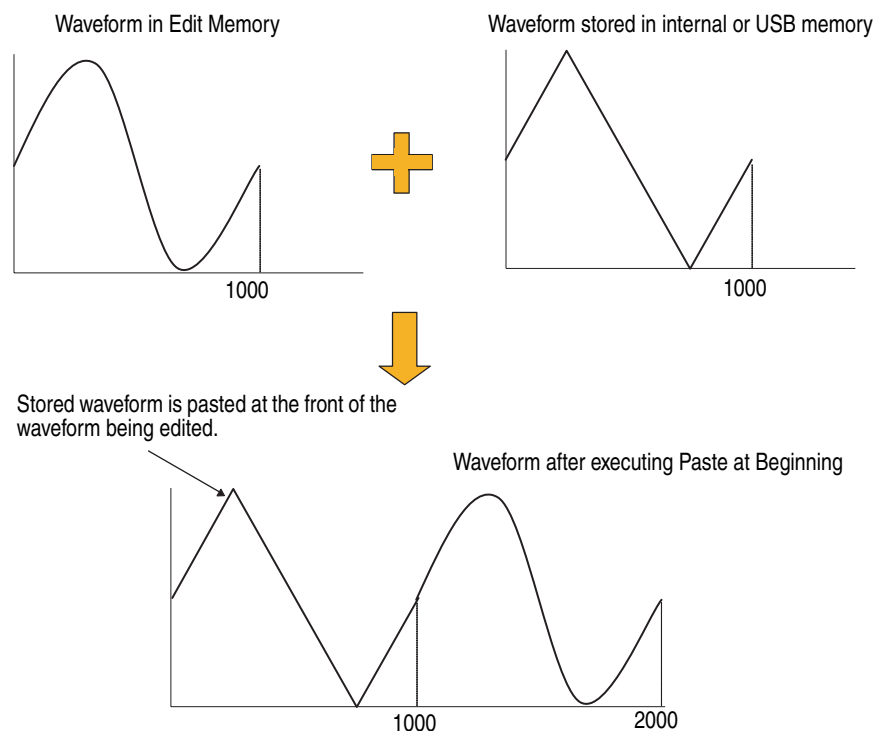 Waveform in Edit Memory
Waveform stored in internal or USB memory
1000
1000
Stored waveform is pasted at the front of the
waveform being edited.
Waveform after executing Paste at Beginning
1000
2000